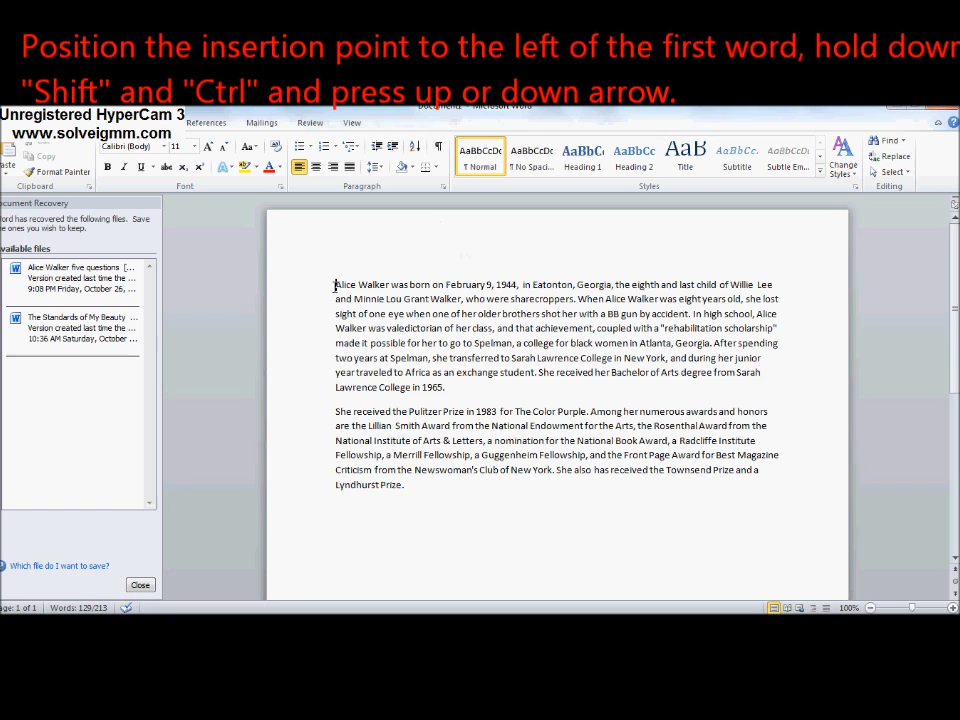 Position the insertion point to the left of the first word, hold down
"Shift" and "Ctrl" and press up or down arrow.
Unregistered HyperCam 3
www.solveigmm.com
References Mailings Review View
Copy
Format Painter
Calibri (Body) 11
AaBbCcDc AaBbCcDc AaBbCc AaBbCc AaB AaBbCc. AaBbCcDc
¶ Normal ¶ No Spaci... Heading 1 Heading 2 Title Subtitle Subtle Em...
Change
Styles
Find
Replace
Select
Clipboard Font Paragraph Styles Editing
ocument Recovery
ord has recovered the following files. Save
e ones you wish to keep.
vailable files
Alice Walker five questions [...
Version created last time the ...
9:08 PM Friday, October 26, ...
The Standards of My Beauty ...
Version created last time the ...
10:36 AM Saturday, October ...
Which file do I want to save?
Close
Alice Walker was born on February 9, 1944, in Eatonton, Georgia, the eighth and last child of Willie Lee
and Minnie Lou Grant Walker, who were sharecroppers. When Alice Walker was eight years old, she lost
sight of one eye when one of her older brothers shot her with a BB gun by accident. In high school, Alice
Walker was valedictorian of her class, and that achievement, coupled with a "rehabilitation scholarship"
made it possible for her to go to Spelman, a college for black women in Atlanta, Georgia. After spending
two years at Spelman, she transferred to Sarah Lawrence College in New York, and during her junior
year traveled to Africa as an exchange student. She received her Bachelor of Arts degree from Sarah
Lawrence College in 1965.
She received the Pulitzer Prize in 1983 for The Color Purple. Among her numerous awards and honors
are the Lillian Smith Award from the National Endowment for the Arts, the Rosenthal Award from the
National Institute of Arts & Letters, a nomination for the National Book Award, a Radcliffe Institute
Fellowship, a Merrill Fellowship, a Guggenheim Fellowship, and the Front Page Award for Best Magazine
Criticism from the Newswoman's Club of New York. She also has received the Townsend Prize and a
Lyndhurst Prize.
age: 1 of 1 Words: 129/213 100%